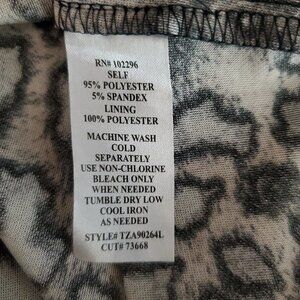 RN# 102296
SELF
95% POLYESTER
5% SPANDEX
LINING
100% POLYESTER
MACHINE WASH
COLD
SEPARATELY
USE NON-CHLORINE
BLEACH ONLY
WHEN NEEDED
TUMBLE DRY LOW
COOL IRON
AS NEEDED
STYLE# TZA90264L
CUT# 73668